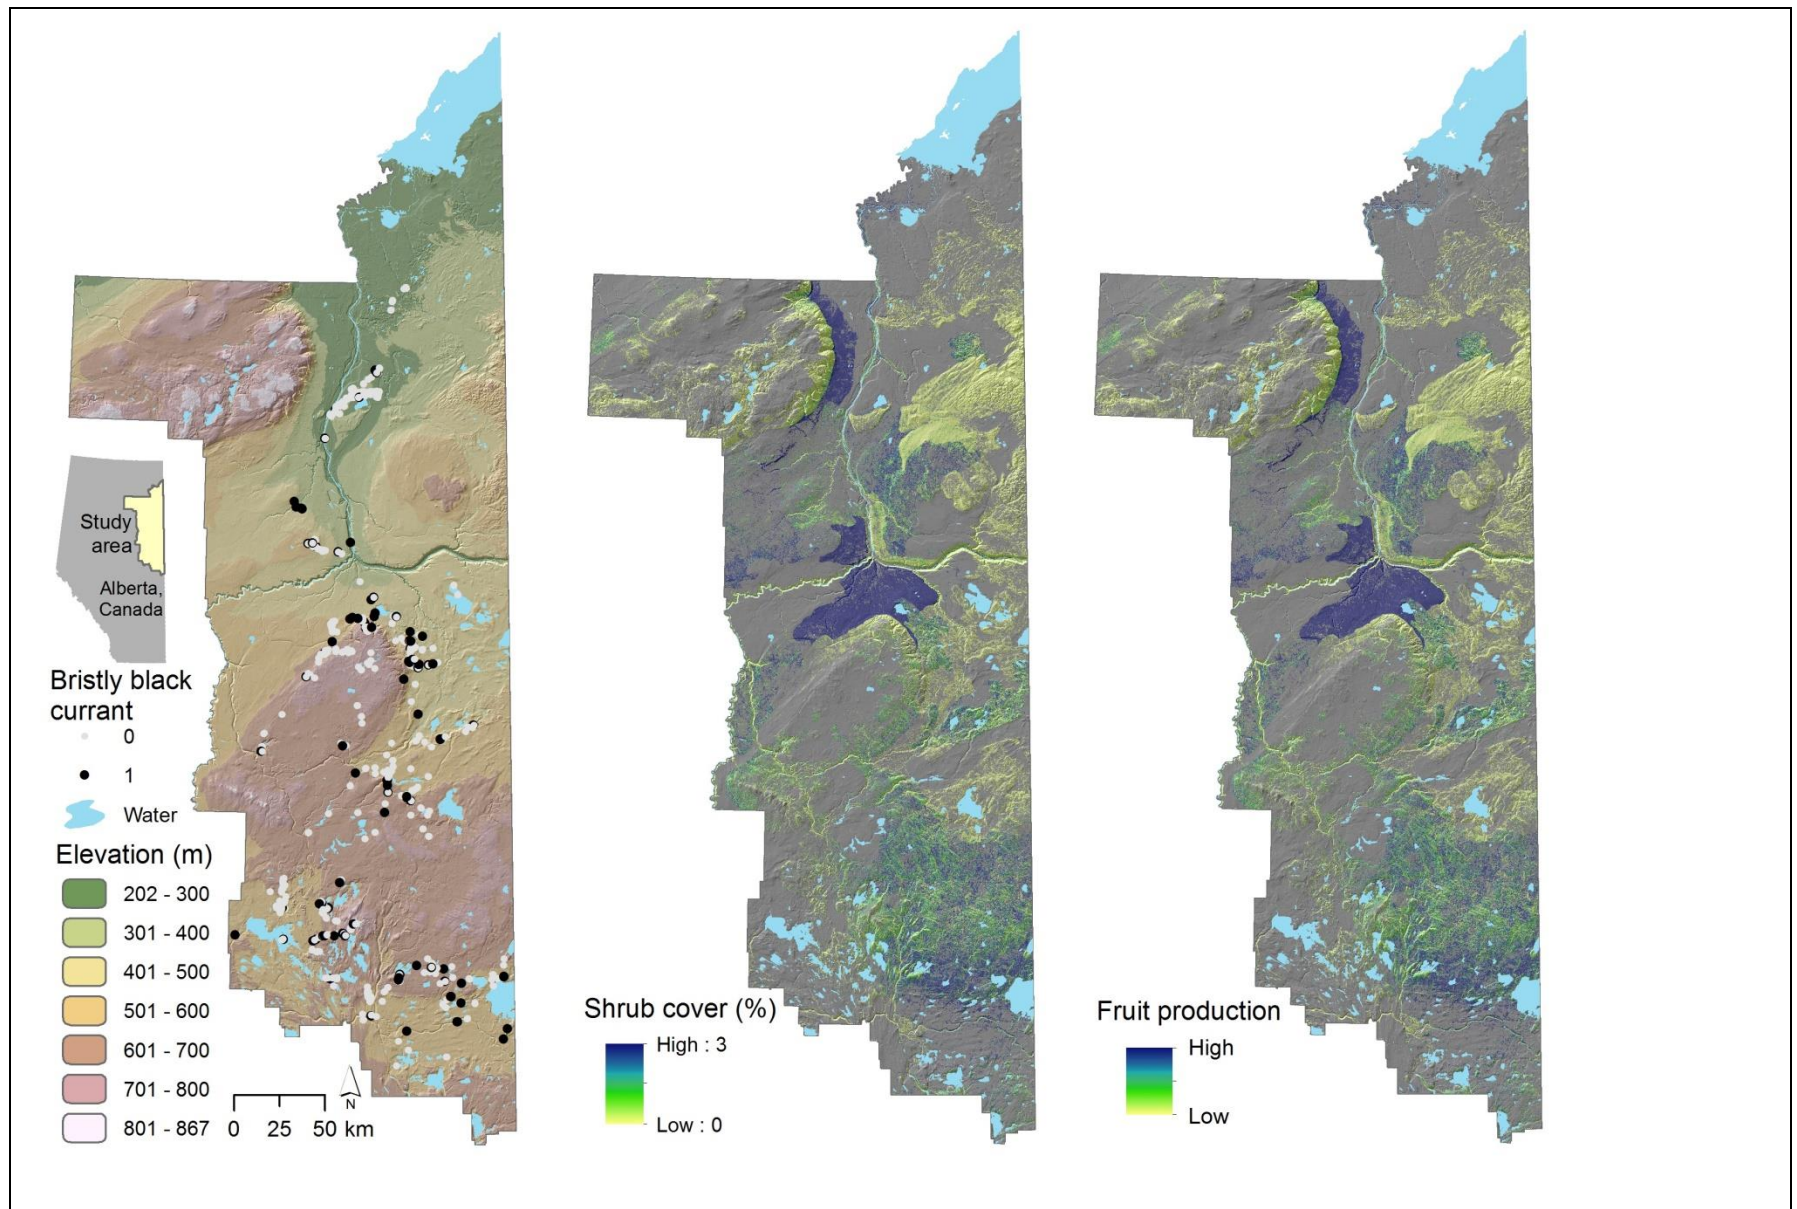 Study
area
Alberta,
Canada
Bristly black
currant
0
1
Water
Elevation (m)
202 - 300
301 - 400
401 - 500
501 - 600
601 - 700
701 - 800
801 - 867
N
0 25 50 km
Shrub cover (%)
High : 3
Low : 0
Fruit production
High
Low